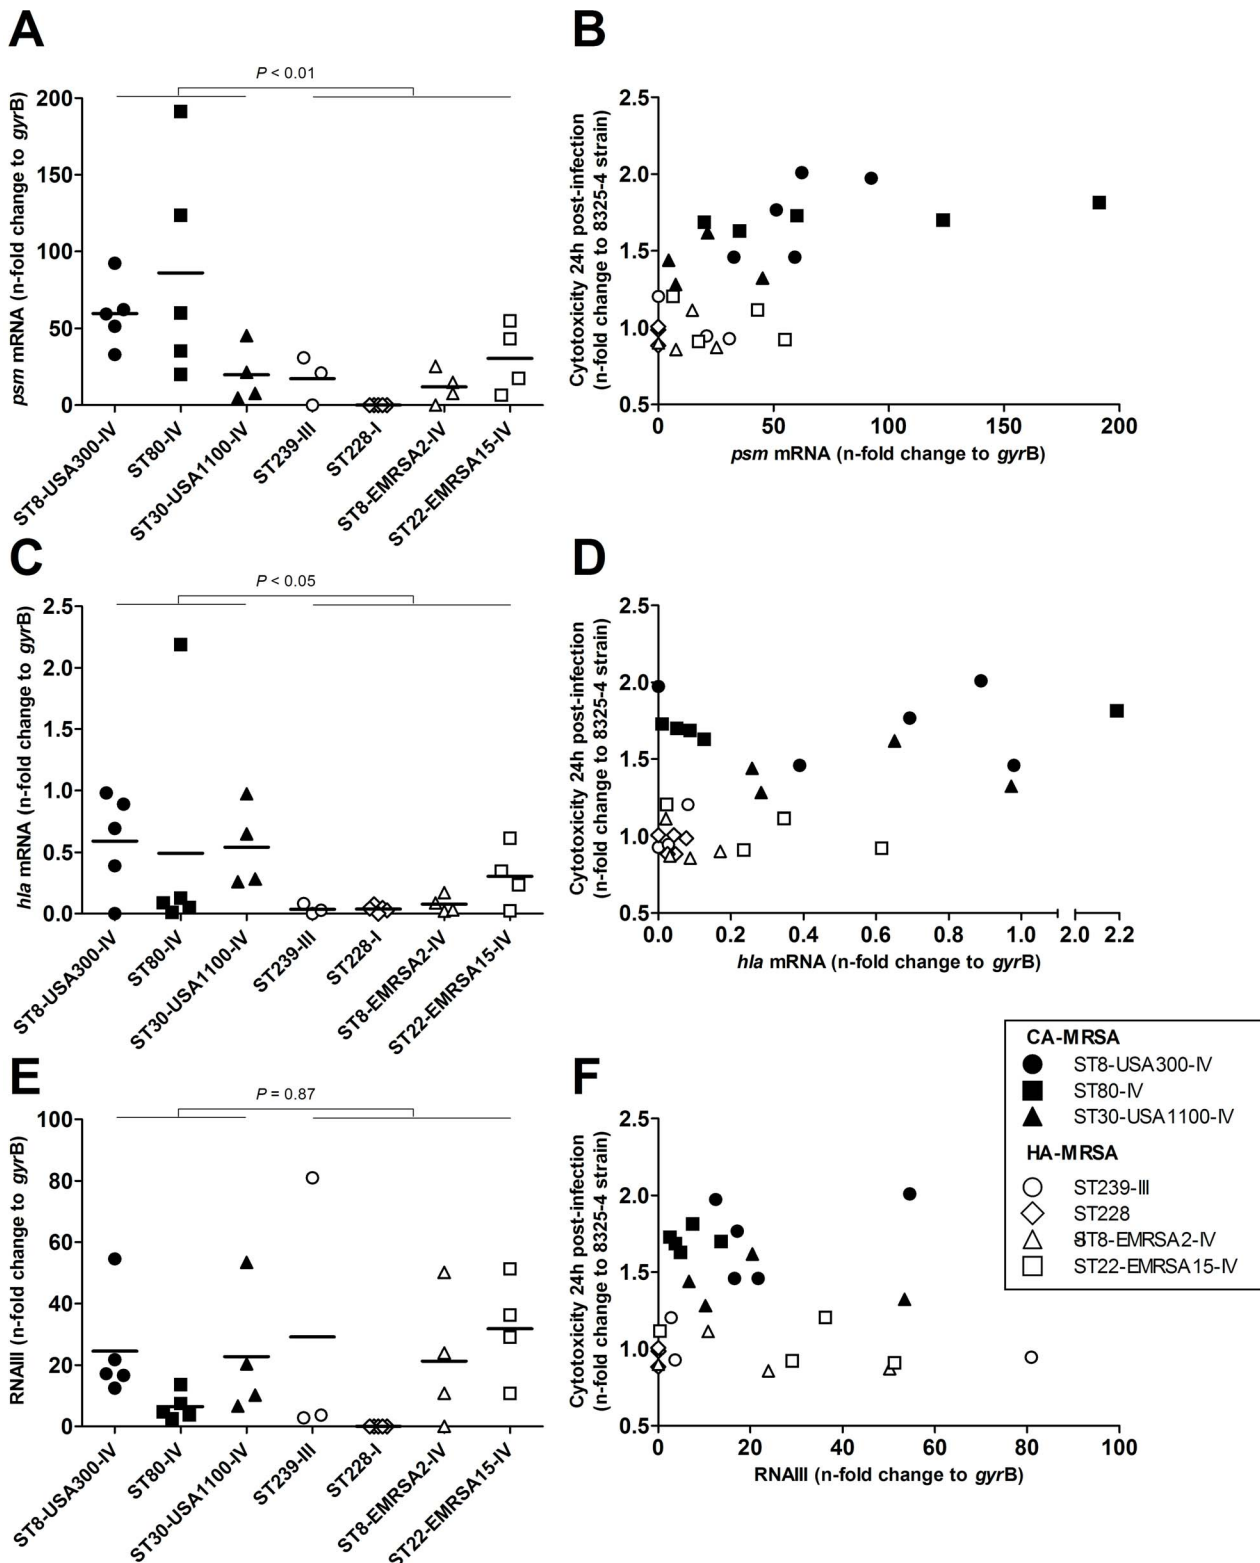 A
P < 0.01
psm mRNA (n-fold change to gyrB)
200
150
100
50
0
ST8-USA300-IV
ST80-IV
ST30-USA1100-IV
ST239-III
ST228-I
ST8-EMRSA2-IV
ST22-EMRSA15-IV
B
Cytotoxicity 24h post-infection
(n-fold change to 8325-4 strain)
2.5
2.0
1.5
1.0
0.5
0
50
100
150
200
psm mRNA (n-fold change to gyrB)
C
P < 0.05
hla mRNA (n-fold change to gyrB)
2.5
2.0
1.5
1.0
0.5
0.0
ST8-USA300-IV
ST80-IV
ST30-USA1100-IV
ST239-III
ST228-I
ST8-EMRSA2-IV
ST22-EMRSA15-IV
D
Cytotoxicity 24h post-infection
(n-fold change to 8325-4 strain)
2.5
2.0
1.5
1.0
0.5
0.0
0.2
0.4
0.6
0.8
1.0
2.0
2.2
hla mRNA (n-fold change to gyrB)
E
P = 0.87
RNAIII (n-fold change to gyrB)
100
80
60
40
20
0
ST8-USA300-IV
ST80-IV
ST30-USA1100-IV
ST239-III
ST228-I
ST8-EMRSA2-IV
ST22-EMRSA15-IV
F
Cytotoxicity 24h post-infection
(n-fold change to 8325-4 strain)
2.5
2.0
1.5
1.0
0.5
0
20
40
60
80
100
RNAIII (n-fold change to gyrB)
CA-MRSA
ST8-USA300-IV
ST80-IV
ST30-USA1100-IV
HA-MRSA
ST239-III
ST228
ST8-EMRSA2-IV
ST22-EMRSA15-IV